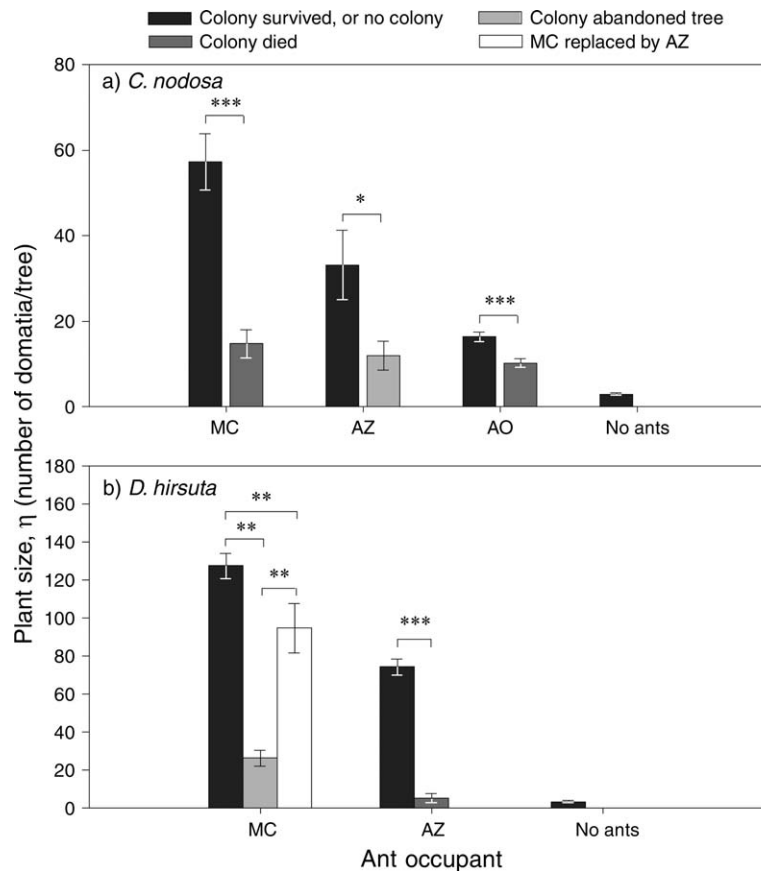 Colony survived, or no colony
Colony abandoned tree
Colony died
MC replaced by AZ
a) C. nodosa
80
60
40
20
0
***
*
***
MC
AZ
AO
No ants
Plant size, η (number of domatia/tree)
b) D. hirsuta
180
160
140
120
100
80
60
40
20
0
**
**
**
***
MC
AZ
No ants
Ant occupant